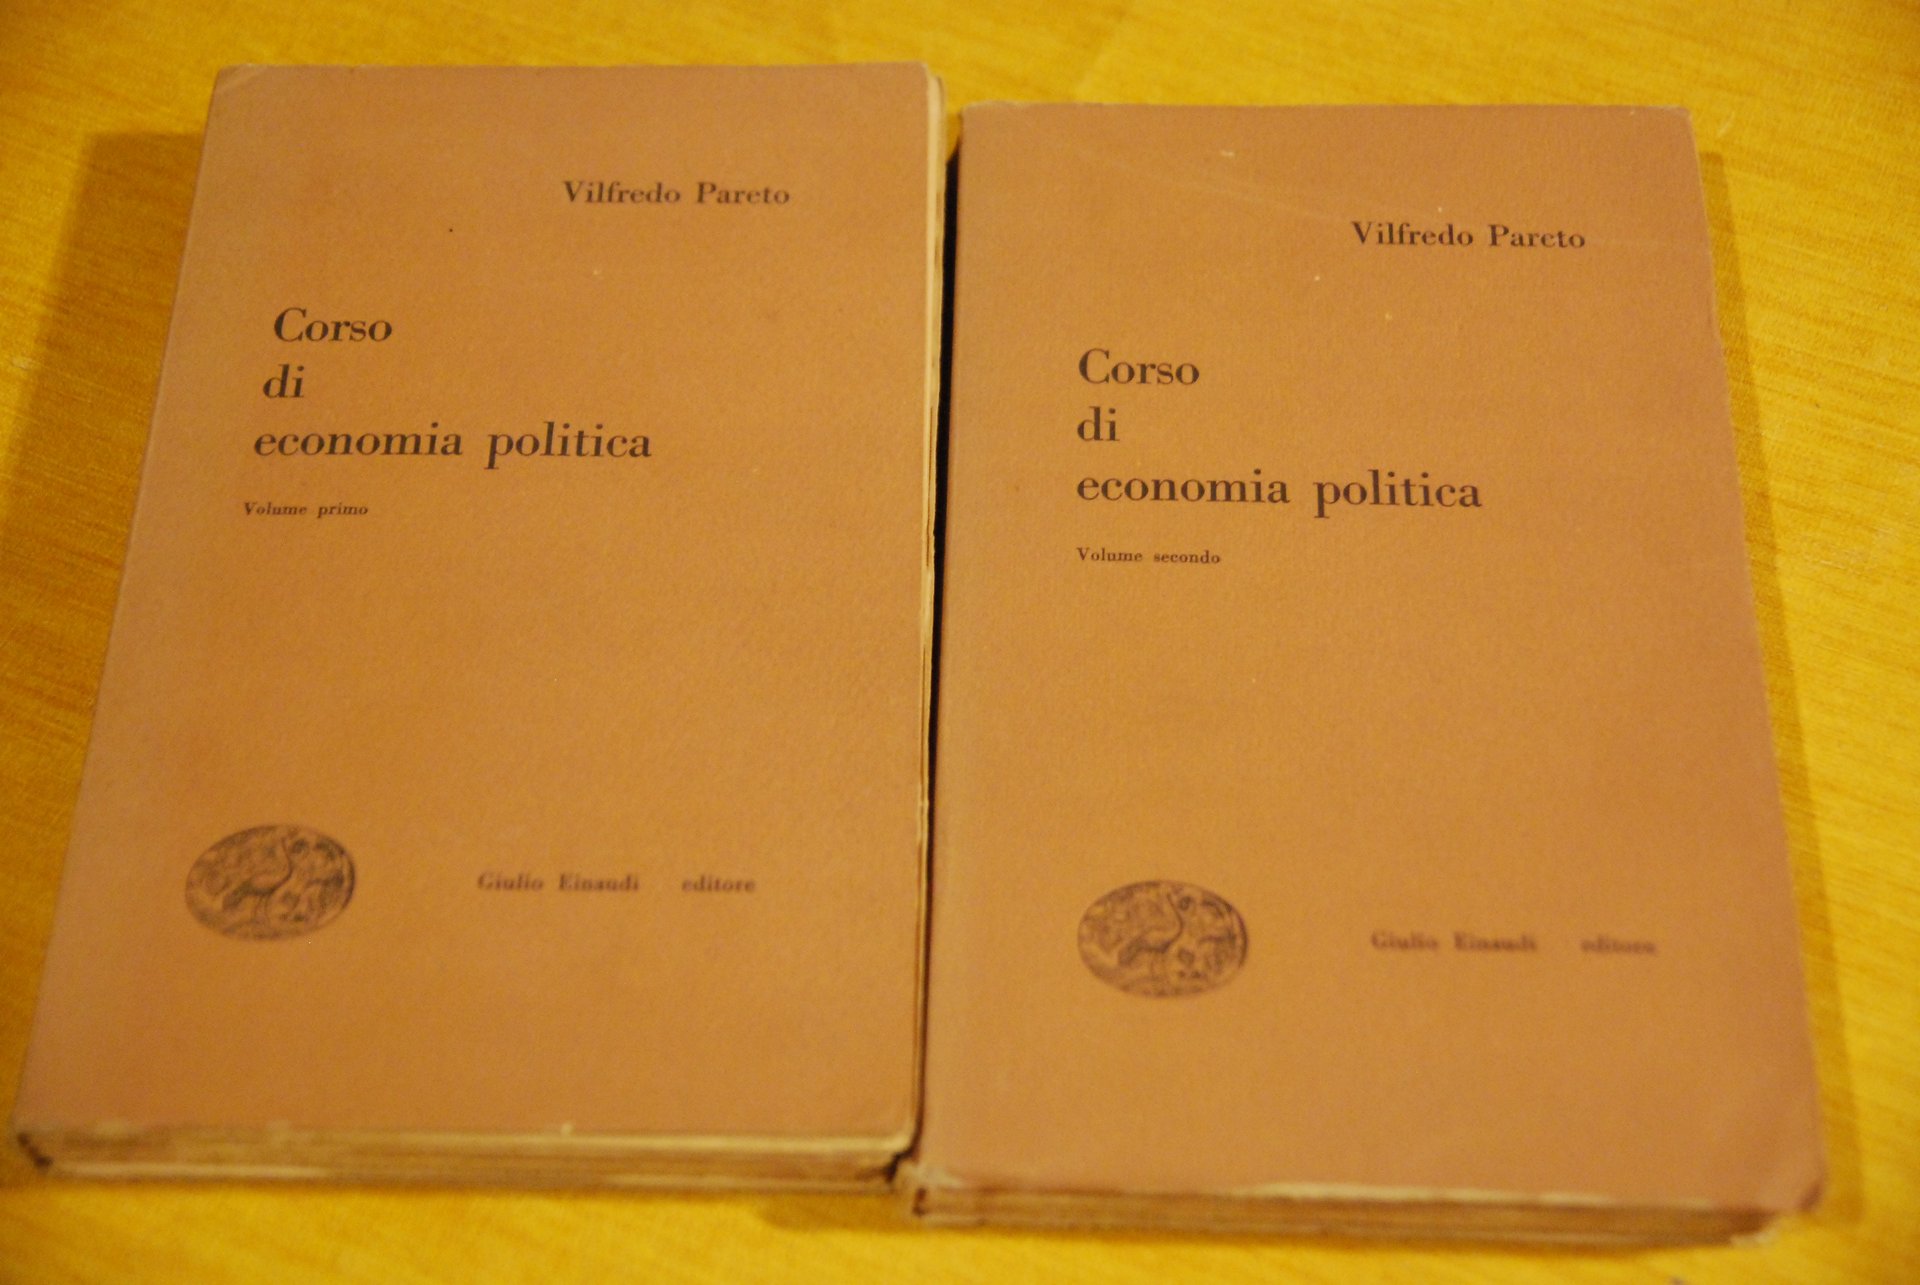 Vilfredo Pareto
Corso
di
economia politica
Volume primo
Giulio Einaudi editore
Vilfredo Pareto
Corso
di
economia politica
Volume secondo
Giulio Einaudi editore